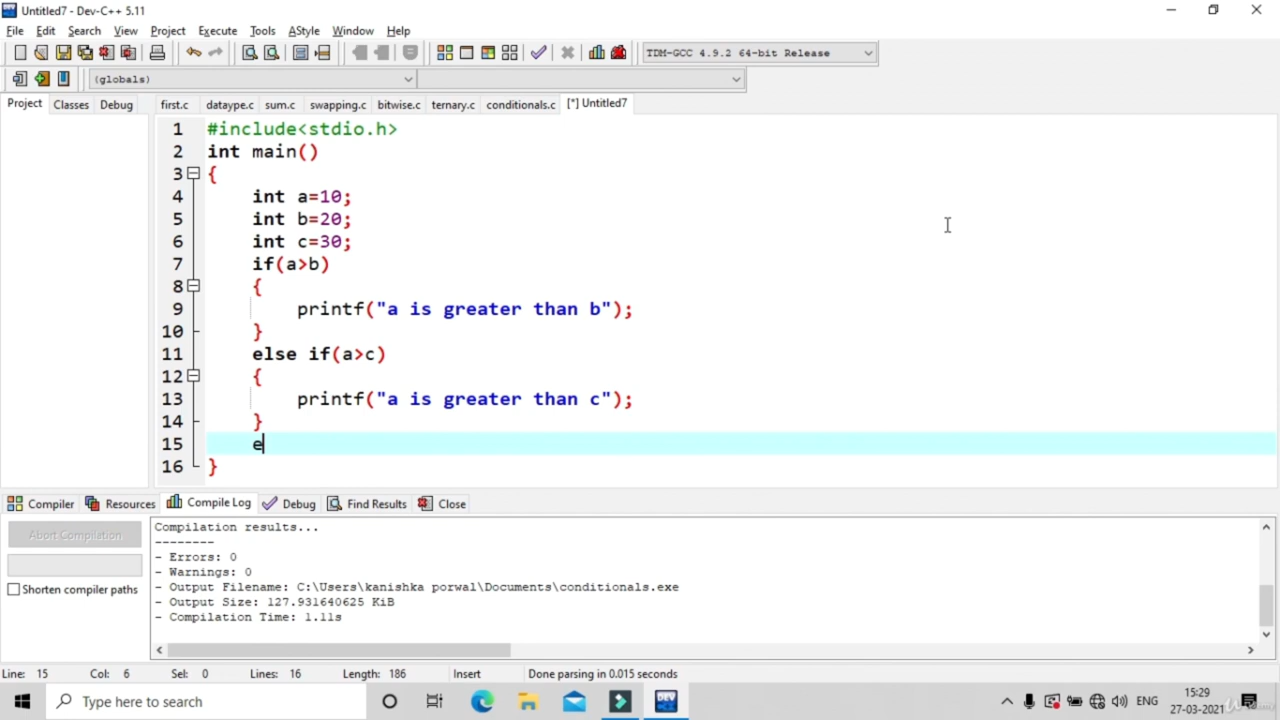 Untitled7 - Dev-C++ 5.11
File Edit Search View Project Execute Tools AStyle Window Help
TDM-GCC 4.9.2 64-bit Release
(globals)
Project Classes Debug
first.c dataype.c sum.c swapping.c bitwise.c ternary.c conditionals.c [*] Untitled7
1 #include<stdio.h>
2 int main()
3 {
4 int a=10;
5 int b=20;
6 int c=30;
7 if(a>b)
8 {
9 printf("a is greater than b");
10 }
11 else if(a>c)
12 {
13 printf("a is greater than c");
14 }
15 e
16 }
Compiler Resources Compile Log Debug Find Results Close
Abort Compilation
Shorten compiler paths
Compilation results...
--------
- Errors: 0
- Warnings: 0
- Output Filename: C:\Users\kanishka porwal\Documents\conditionals.exe
- Output Size: 127.931640625 KiB
- Compilation Time: 1.11s
Line: 15 Col: 6 Sel: 0 Lines: 16 Length: 186 Insert Done parsing in 0.015 seconds
Type here to search
DEV
ENG
15:29
27-03-2021